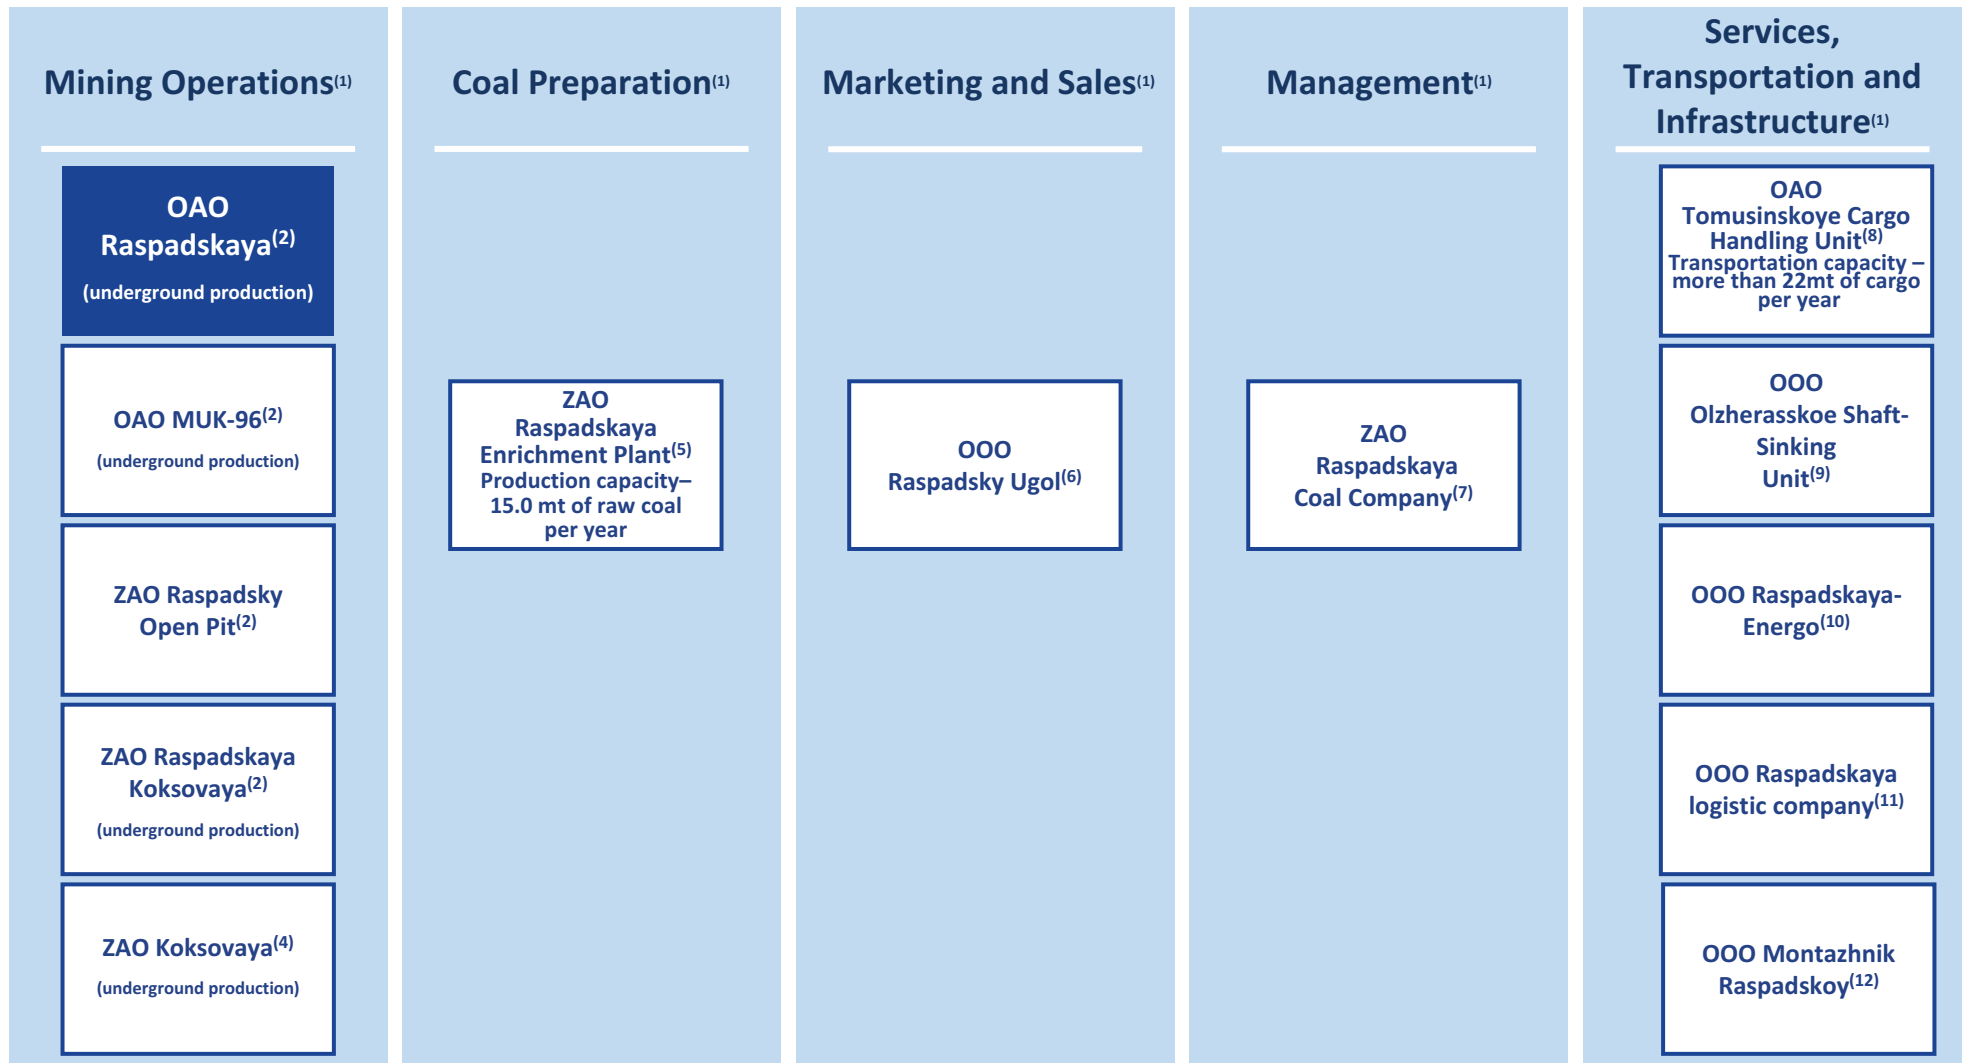 Mining Operations(1)
OAO
Raspadskaya(2)
(underground production)
OAO MUK-96(2)
(underground production)
ZAO Raspadsky
Open Pit(2)
ZAO Raspadskaya
Koksovaya(2)
(underground production)
ZAO Koksovaya(4)
(underground production)
Coal Preparation(1)
ZAO
Raspadskaya
Enrichment Plant(5)
Production capacity–
15.0 mt of raw coal
per year
Marketing and Sales(1)
OOO
Raspadsky Ugol(6)
Management(1)
ZAO
Raspadskaya
Coal Company(7)
Services,
Transportation and
Infrastructure(1)
OAO
Tomusinskoye Cargo
Handling Unit(8)
Transportation capacity –
more than 22mt of cargo
per year
OOO
Olzherasskoe Shaft-
Sinking
Unit(9)
OOO Raspadskaya-
Energo(10)
OOO Raspadskaya
logistic company(11)
OOO Montazhnik
Raspadskoy(12)